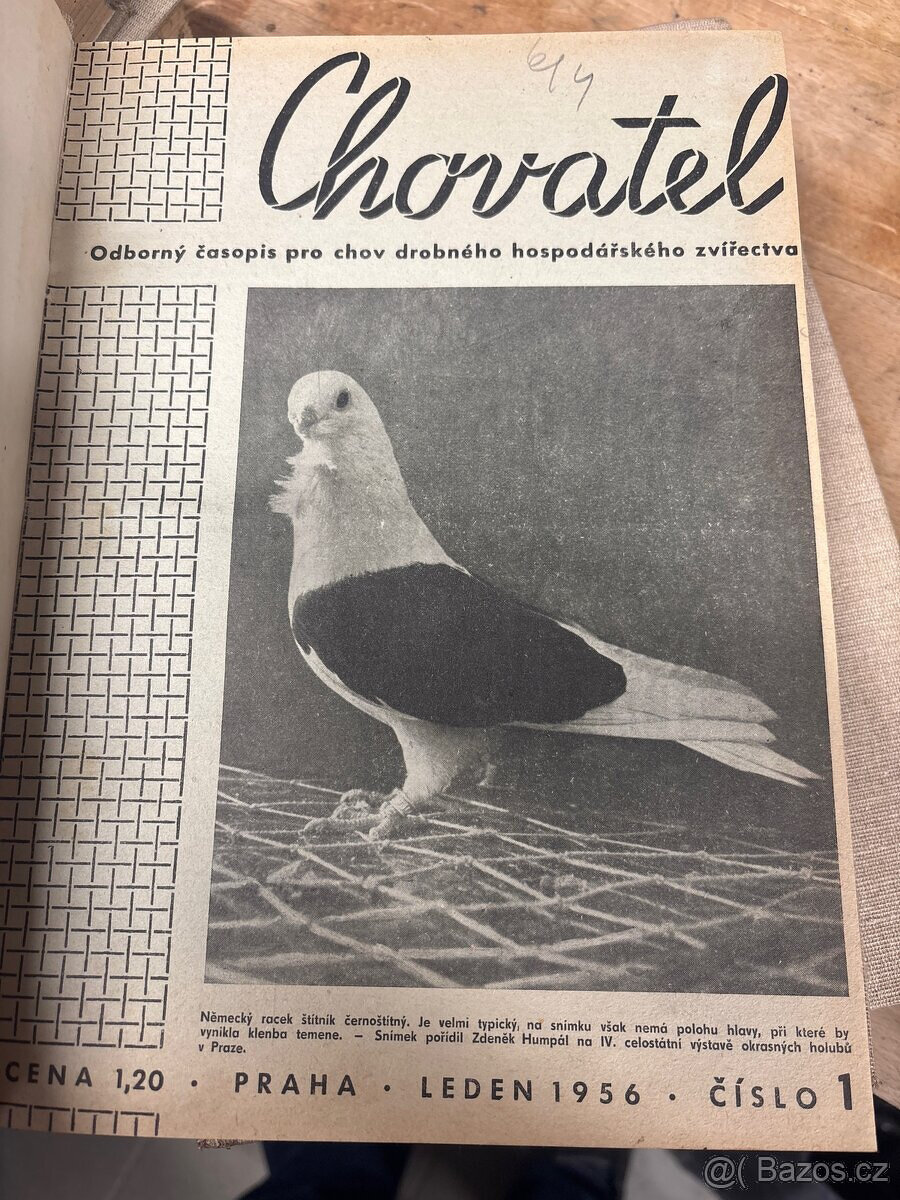 Chovatel
Odborný časopis pro chov drobného hospodářského zvířectva
Německý racek štítník černoštítný. Je velmi typický, na snímku však nemá polohu hlavy, při které by
vynikla klenba temene. — Snímek pořídil Zdeněk Humpál na IV. celostátní výstavě okrasných holubů
v Praze.
CENA 1,20 • PRAHA • LEDEN 1956 • ČÍSLO 1
@( Bazos.cz